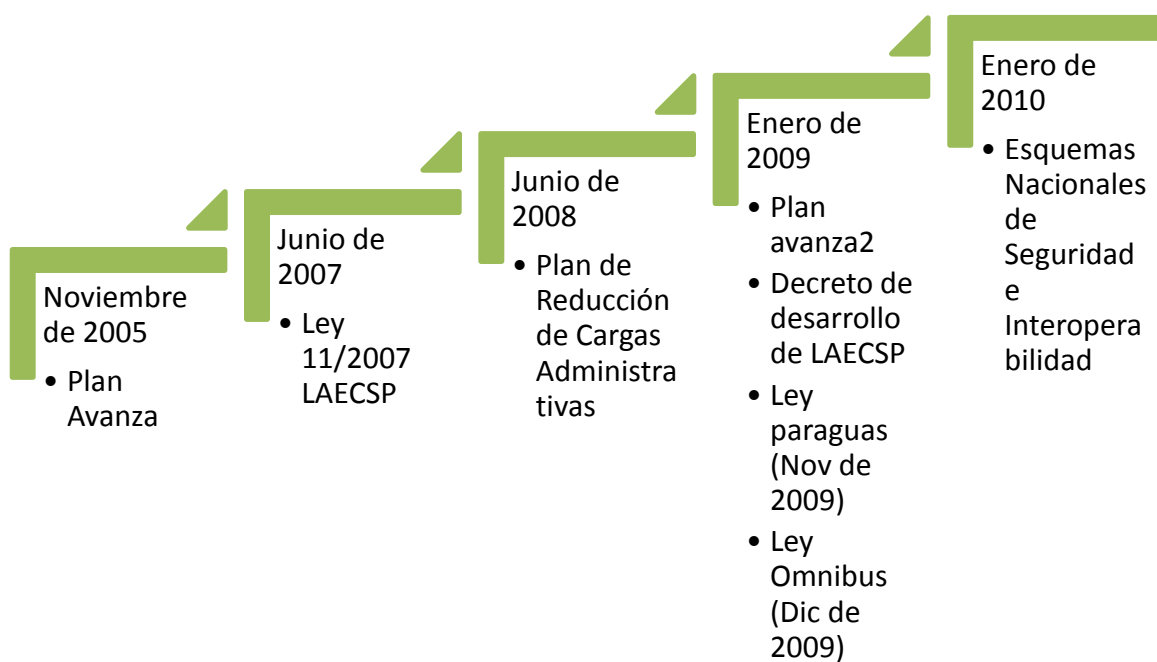 Noviembre
de 2005
• Plan
Avanza
Junio de
2007
• Ley
11/2007
LAECSP
Junio de
2008
• Plan de
Reducción
de Cargas
Administra
tivas
Enero de
2009
• Plan
avanza2
• Decreto de
desarrollo
de LAECSP
• Ley
paraguas
(Nov de
2009)
• Ley
Omnibus
(Dic de
2009)
Enero de
2010
• Esquemas
Nacionales
de
Seguridad
e
Interopera
bilidad